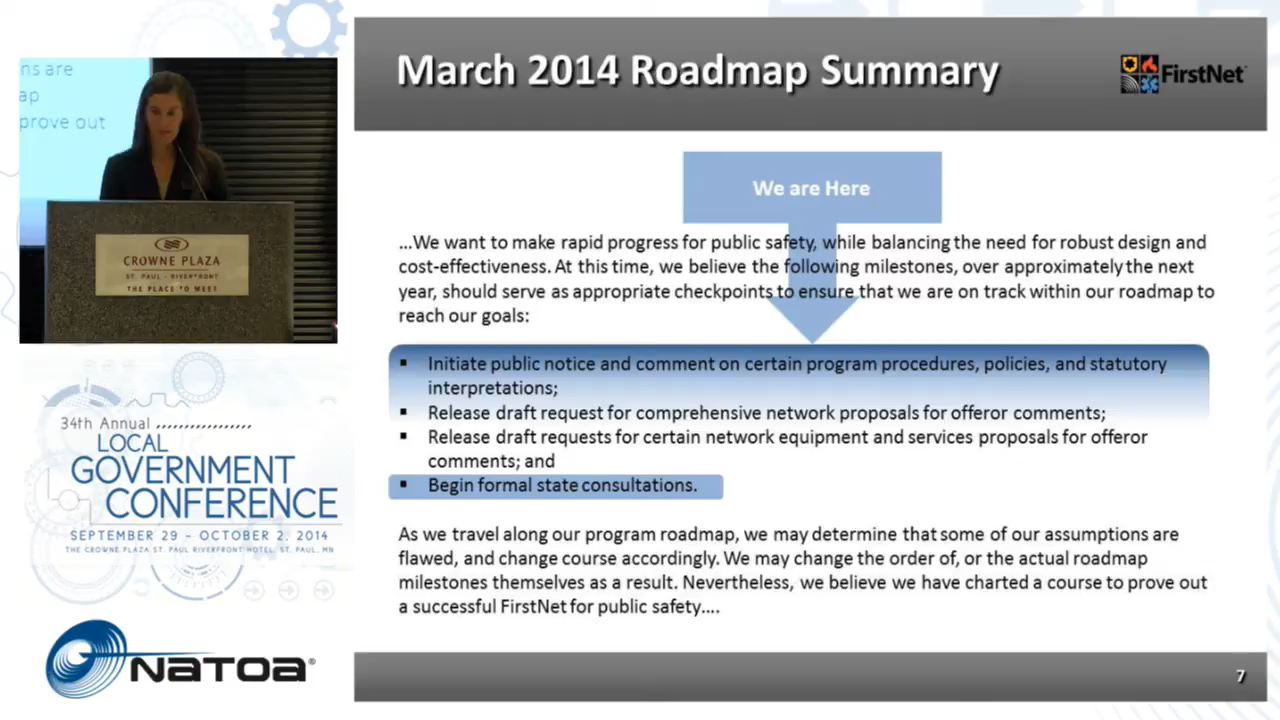 March 2014 Roadmap Summary
FirstNet
We are Here
…We want to make rapid progress for public safety, while balancing the need for robust design and
cost-effectiveness. At this time, we believe the following milestones, over approximately the next
year, should serve as appropriate checkpoints to ensure that we are on track within our roadmap to
reach our goals:
▪ Initiate public notice and comment on certain program procedures, policies, and statutory
interpretations;
▪ Release draft request for comprehensive network proposals for offeror comments;
▪ Release draft requests for certain network equipment and services proposals for offeror
comments; and
▪ Begin formal state consultations.
As we travel along our program roadmap, we may determine that some of our assumptions are
flawed, and change course accordingly. We may change the order of, or the actual roadmap
milestones themselves as a result. Nevertheless, we believe we have charted a course to prove out
a successful FirstNet for public safety….
7
ns are
ap
prove out
CROWNE PLAZA
ST. PAUL - RIVERFRONT
THE PLACE TO MEET
34th Annual
LOCAL
GOVERNMENT
CONFERENCE
SEPTEMBER 29 - OCTOBER 2, 2014
THE CROWNE PLAZA ST. PAUL RIVERFRONT HOTEL, ST. PAUL, MN
NATOA®